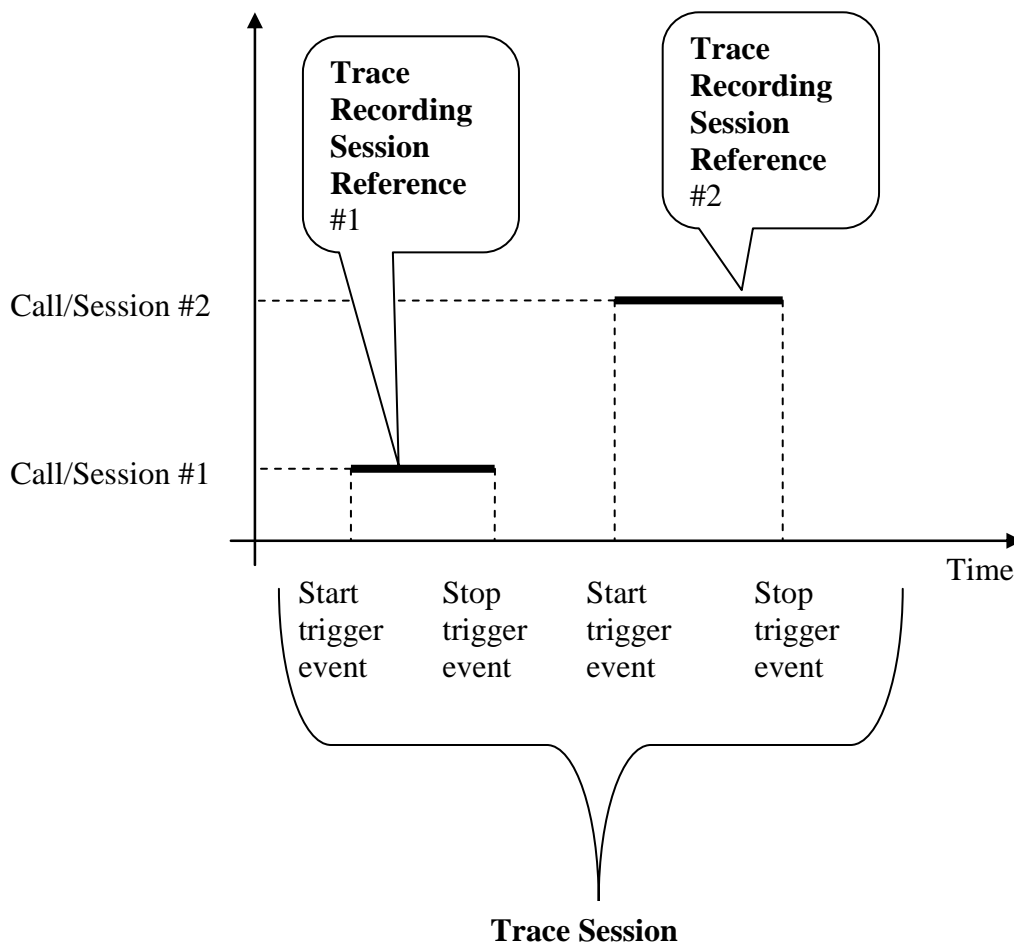 Trace
Recording
Session
Reference
#1
Trace
Recording
Session
Reference
#2
Call/Session #2
Call/Session #1
Time
Start
trigger
event
Stop
trigger
event
Start
trigger
event
Stop
trigger
event
Trace Session